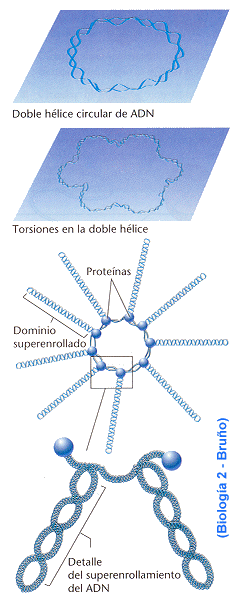 Doble hélice circular de ADN
Torsiones en la doble hélice
Proteínas
Dominio
superenrollado
(Biología 2 - Bruño)
Detalle
del superenrollamiento
del ADN